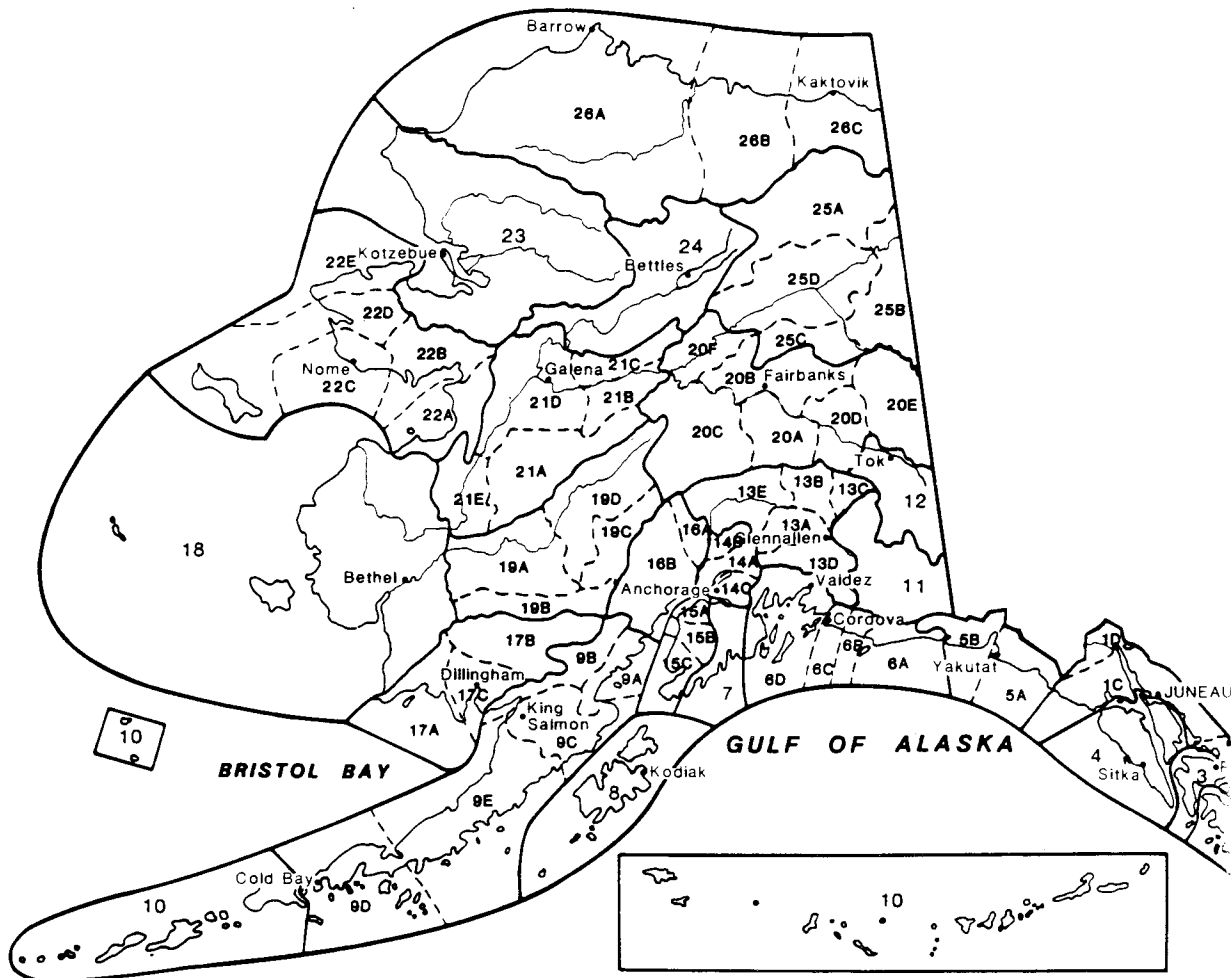 Barrow
Kaktovik
26A
26B
26C
25A
23
24
Kotzebue
Bettles
22E
25D
22D
25B
22B
25C
20F
Galena
21C
Nome
20B
Fairbanks
22C
21D
21B
22A
20D
20E
20C
20A
Tok
21A
13B
21E
19D
13E
13C
12
19C
16A
13A
14B
Glennallen
18
16B
14A
13D
19A
Bethel
Anchorage
14C
Valdez
11
19B
15A
Cordova
17B
15B
6B
5B
1D
9B
15C
6A
Yakutat
Dillingham
9A
6D
6C
1C
17C
7
5A
JUNEAU
King
Salmon
10
17A
9C
GULF OF ALASKA
BRISTOL BAY
4
Kodiak
Sitka
3
9E
8
Cold Bay
10
9D
10